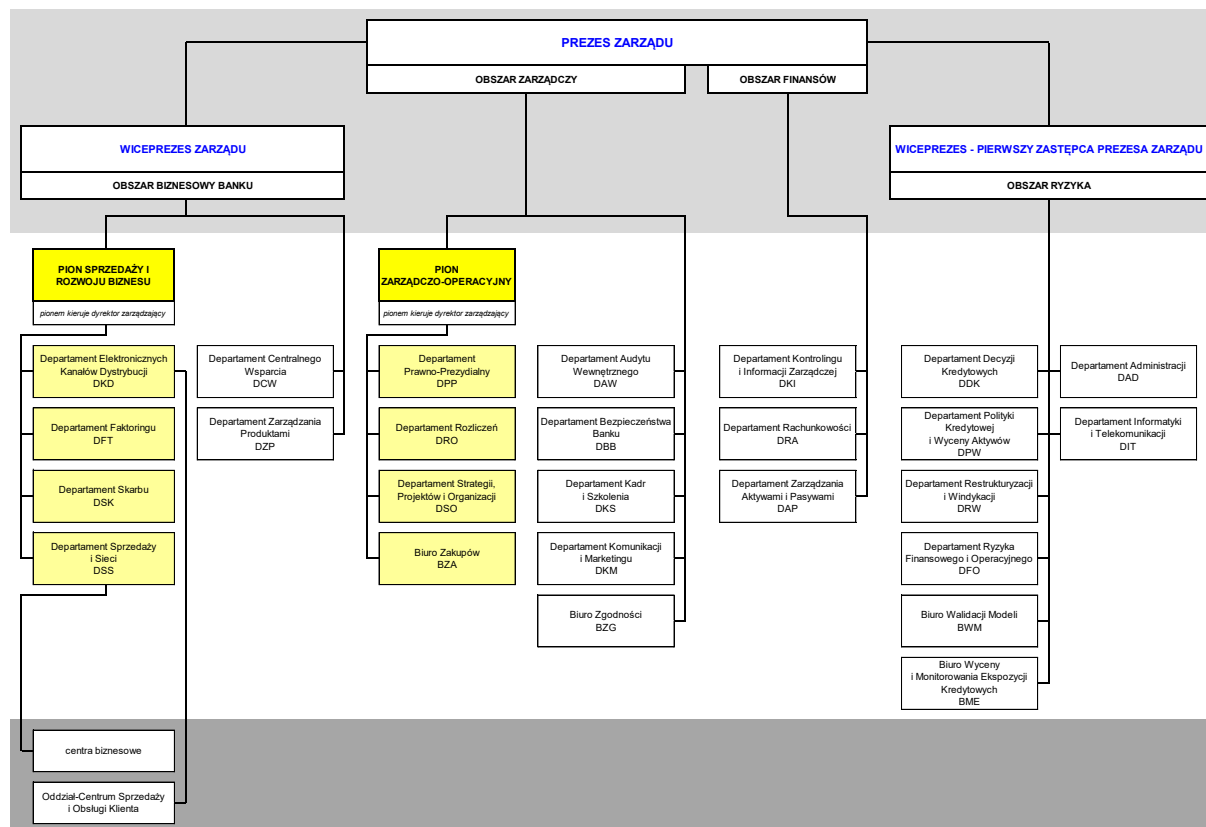 PREZES ZARZĄDU
OBSZAR ZARZĄDCZY
OBSZAR FINANSÓW
WICEPREZES ZARZĄDU
OBSZAR BIZNESOWY BANKU
WICEPREZES - PIERWSZY ZASTĘPCA PREZESA ZARZĄDU
OBSZAR RYZYKA
PION SPRZEDAŻY I
ROZWOJU BIZNESU
pionem kieruje dyrektor zarządzający
PION
ZARZĄDCZO-OPERACYJNY
pionem kieruje dyrektor zarządzający
Departament Elektronicznych
Kanałów Dystrybucji
DKD
Departament Faktoringu
DFT
Departament Skarbu
DSK
Departament Sprzedaży
i Sieci
DSS
Departament Centralnego
Wsparcia
DCW
Departament Zarządzania
Produktami
DZP
Departament
Prawno-Prezydialny
DPP
Departament Rozliczeń
DRO
Departament Strategii,
Projektów i Organizacji
DSO
Biuro Zakupów
BZA
Departament Audytu
Wewnętrznego
DAW
Departament Bezpieczeństwa
Banku
DBB
Departament Kadr
i Szkolenia
DKS
Departament Komunikacji
i Marketingu
DKM
Biuro Zgodności
BZG
Departament Kontrolingu
i Informacji Zarządczej
DKI
Departament Rachunkowości
DRA
Departament Zarządzania
Aktywami i Pasywami
DAP
Departament Decyzji
Kredytowych
DDK
Departament Polityki
Kredytowej
i Wyceny Aktywów
DPW
Departament Restrukturyzacji
i Windykacji
DRW
Departament Ryzyka
Finansowego i Operacyjnego
DFO
Biuro Walidacji Modeli
BWM
Biuro Wyceny
i Monitorowania Ekspozycji
Kredytowych
BME
Departament Administracji
DAD
Departament Informatyki
i Telekomunikacji
DIT
centra biznesowe
Oddział-Centrum Sprzedaży
i Obsługi Klienta